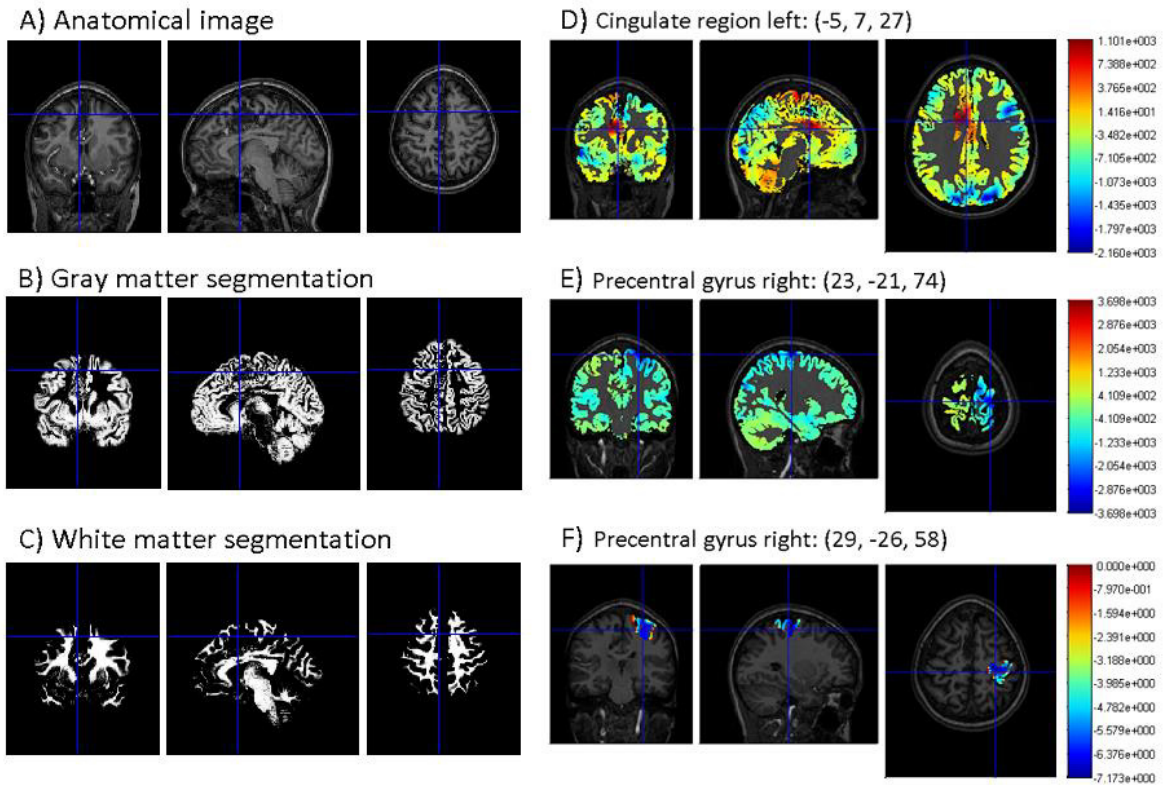 A) Anatomical image
B) Gray matter segmentation
C) White matter segmentation
D) Cingulate region left: (-5, 7, 27)
1.101e+003
7.388e+002
3.765e+002
1.416e+001
-3.482e+002
-7.105e+002
-1.073e+003
-1.435e+003
-1.797e+003
-2.160e+003
E) Precentral gyrus right: (23, -21, 74)
3.698e+003
2.876e+003
2.054e+003
1.233e+003
4.109e+002
-4.109e+002
-1.233e+003
-2.054e+003
-2.876e+003
-3.698e+003
F) Precentral gyrus right: (29, -26, 58)
0.000e+000
-7.970e-001
-1.594e+000
-2.391e+000
-3.188e+000
-3.985e+000
-4.782e+000
-5.579e+000
-6.376e+000
-7.173e+000